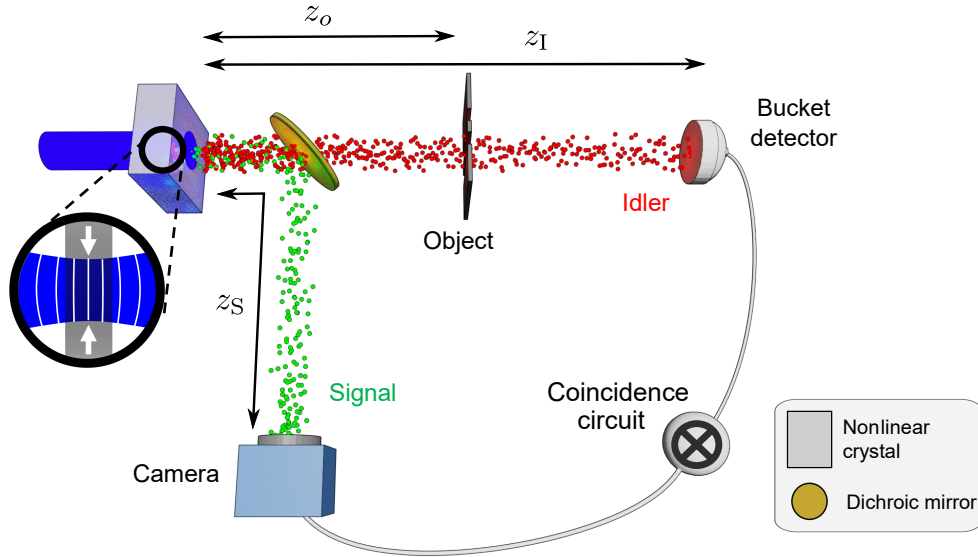 z_o
z_I
Bucket
detector
Idler
Object
z_S
Signal
Coincidence
circuit
Camera
Nonlinear
crystal
Dichroic mirror